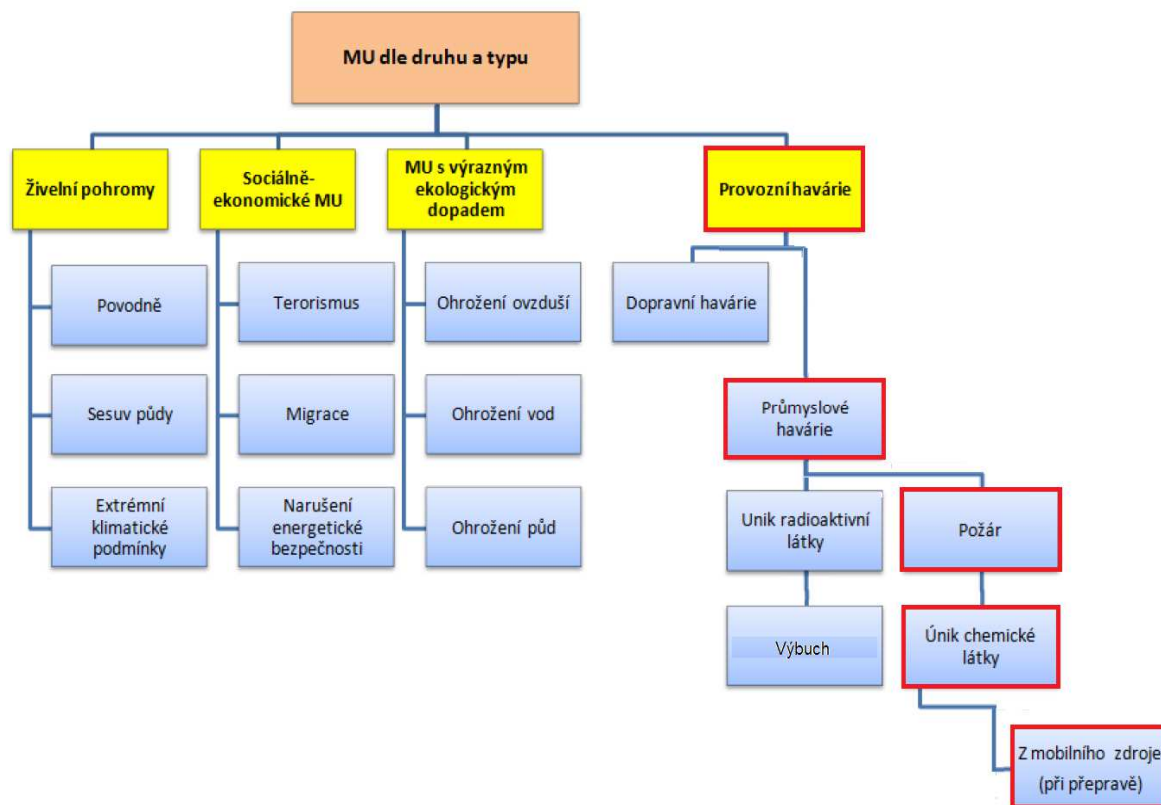 MU dle druhu a typu
Živelní pohromy
Sociálně-
ekonomické MU
MU s výrazným
ekologickým
dopadem
Provozní havárie
Povodně
Terorismus
Ohrožení ovzduší
Dopravní havárie
Sesuv půdy
Migrace
Ohrožení vod
Průmyslové
havárie
Extrémní
klimatické
podmínky
Narušení
energetické
bezpečnosti
Ohrožení půd
Unik radioaktivní
látky
Požár
Výbuch
Únik chemické
látky
Z mobilního zdroje
(při přepravě)